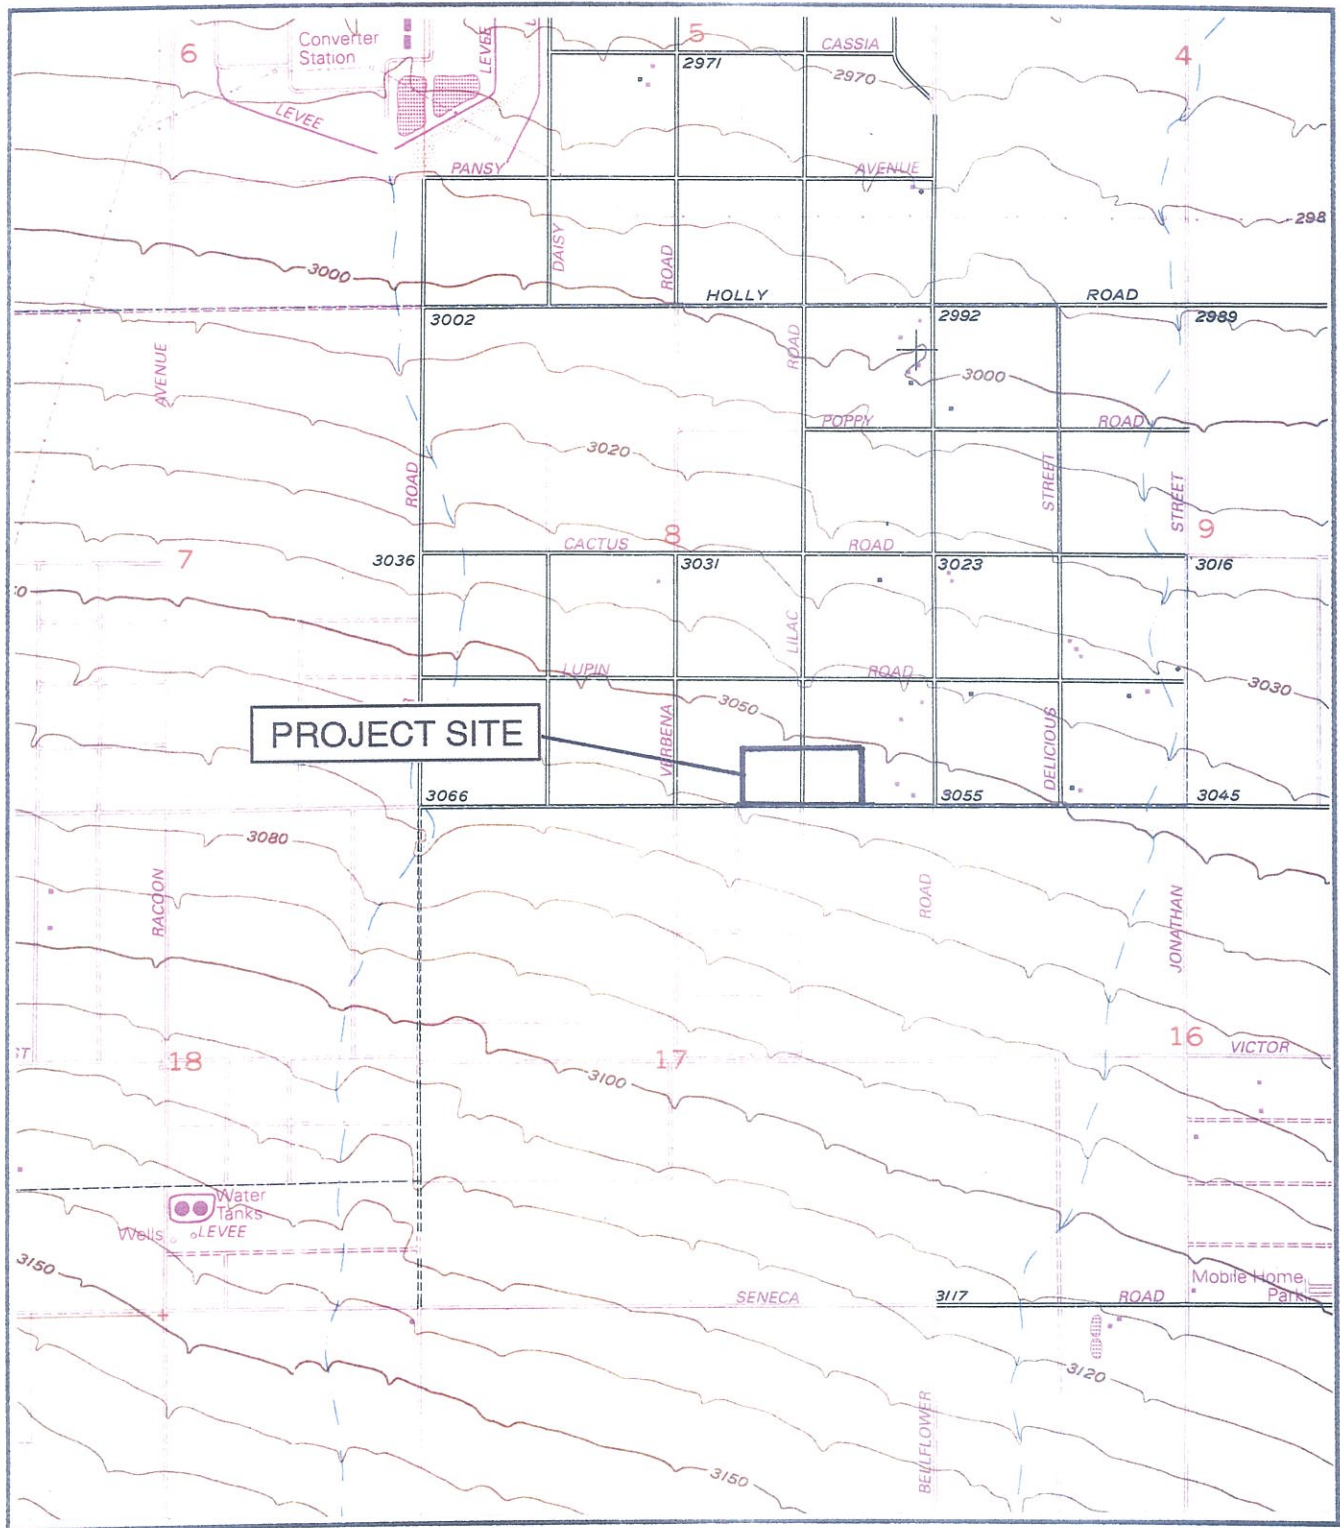 5
4
6
Converter
Station
LEVEE
CASSIA
2971
2970
LEVEE
PANSY
AVENUE
298
DAISY
ROAD
3000
HOLLY
ROAD
3002
2992
2989
AVENUE
ROAD
3000
POPPY
ROAD
3020
ROAD
STREET
STREET
9
8
CACTUS
ROAD
7
3036
3031
3023
3016
LILAC
LUPIN
ROAD
3030
3050
PROJECT SITE
VERBENA
DELICIOUS
3066
3055
3045
3080
RACOON
ROAD
JONATHAN
16
VICTOR
ST
18
17
3100
Water
Tanks
Wells
LEVEE
3150
Mobile Home
Park
SENECA
3117
ROAD
3120
BELLFLOWER
3150